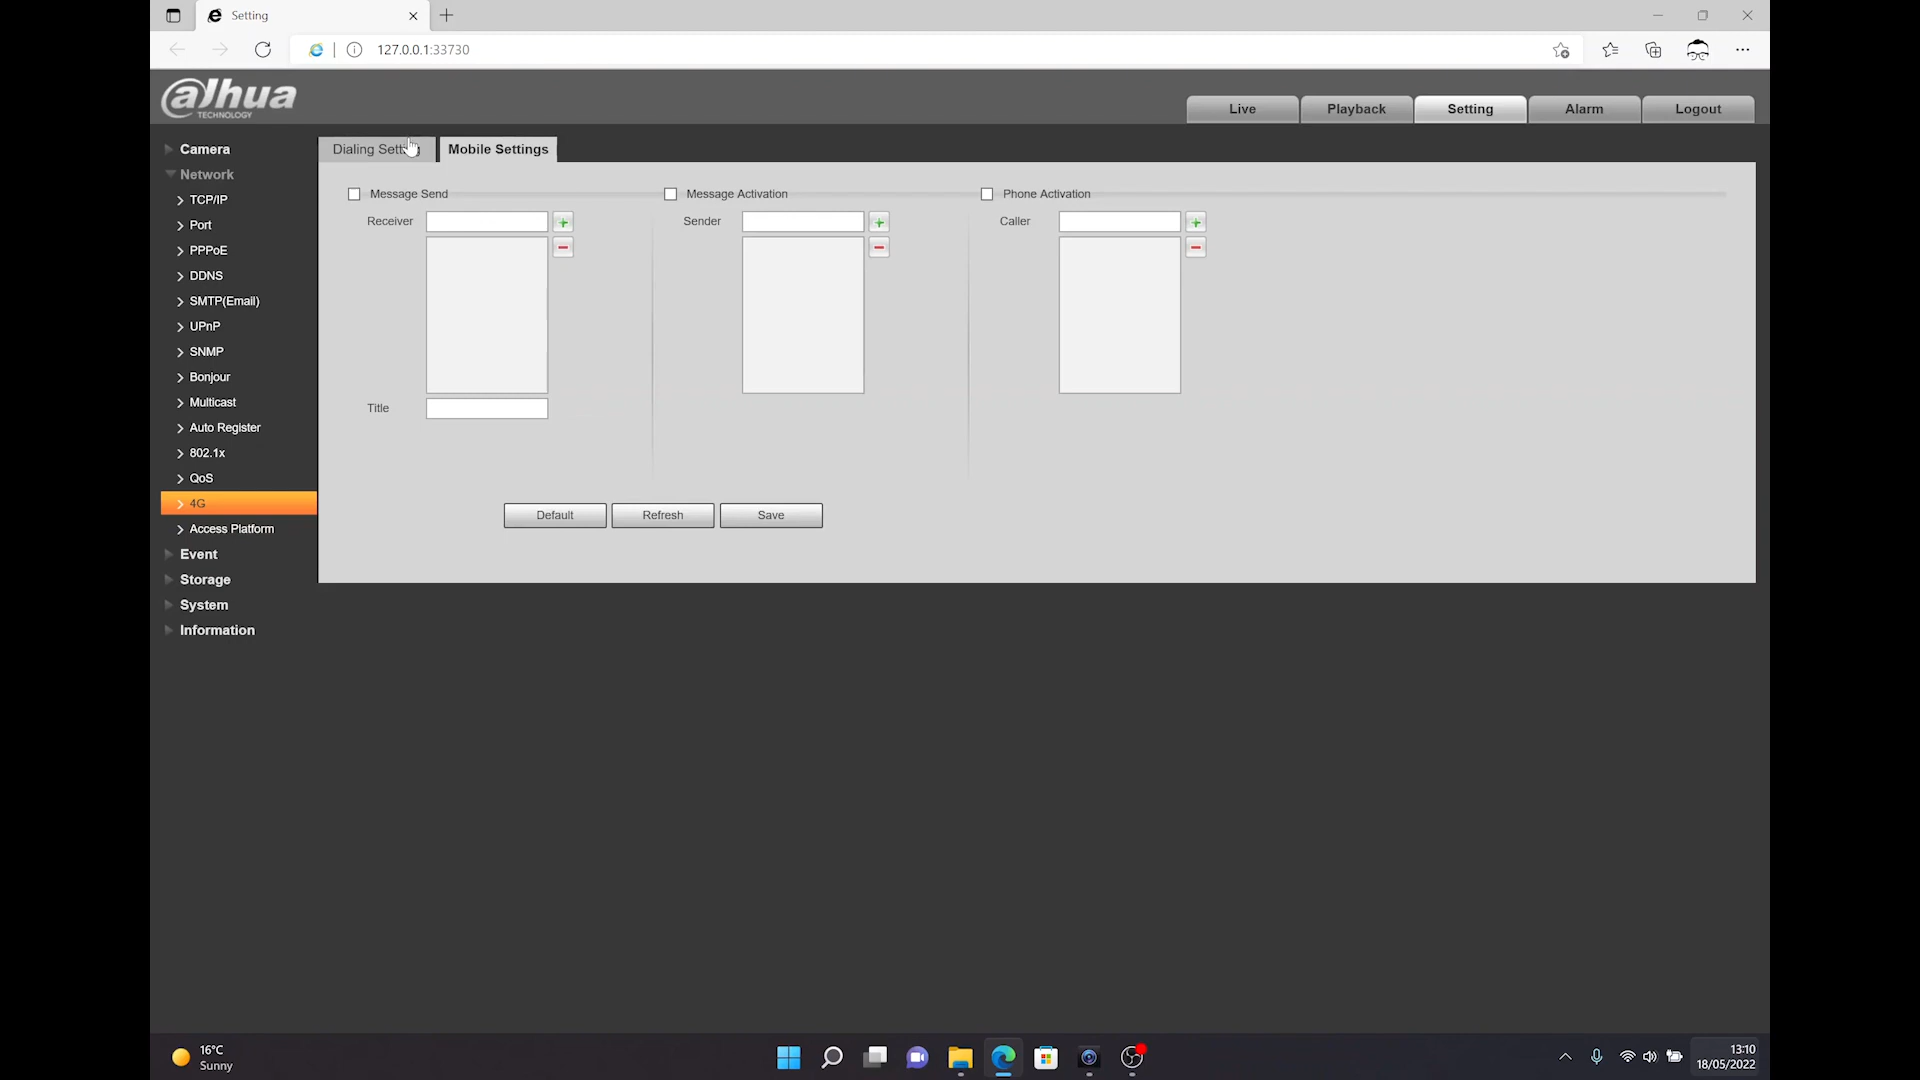 Setting
127.0.0.1:33730
alhua
TECHNOLOGY
Live
Playback
Setting
Alarm
Logout
Camera
Network
TCP/IP
Port
PPPoE
DDNS
SMTP(Email)
UPnP
SNMP
Bonjour
Multicast
Auto Register
802.1x
QoS
4G
Access Platform
Event
Storage
System
Information
Dialing
Mobile Settings
Message Send
Receiver
Title
Message Activation
Sender
Phone Activation
Caller
Default
Refresh
Save
16°C
Sunny
13:10
18/05/2022